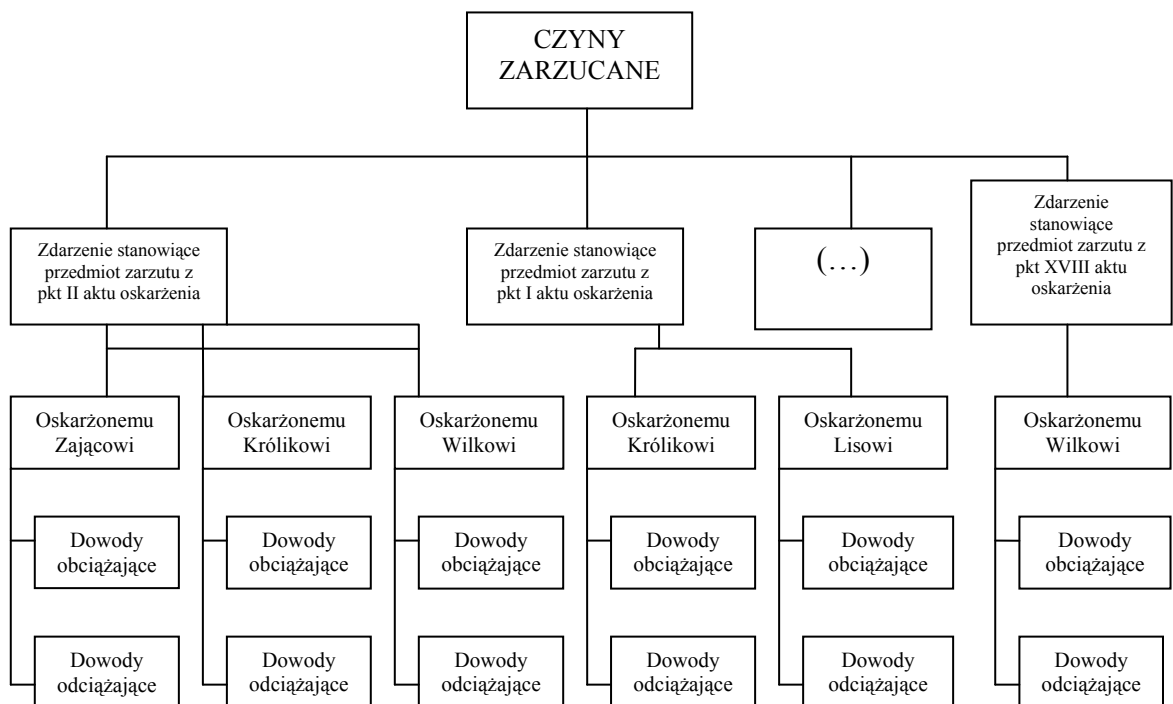 CZYNY
ZARZUCANE
Zdarzenie stanowiące
przedmiot zarzutu z
pkt II aktu oskarżenia
Zdarzenie stanowiące
przedmiot zarzutu z
pkt I aktu oskarżenia
(…)
Zdarzenie
stanowiące
przedmiot zarzutu z
pkt XVIII aktu
oskarżenia
Oskarżonemu
Zającowi
Oskarżonemu
Królikowi
Oskarżonemu
Wilkowi
Oskarżonemu
Królikowi
Oskarżonemu
Lisowi
Oskarżonemu
Wilkowi
Dowody
obciążające
Dowody
obciążające
Dowody
obciążające
Dowody
obciążające
Dowody
obciążające
Dowody
obciążające
Dowody
odciążające
Dowody
odciążające
Dowody
odciążające
Dowody
odciążające
Dowody
odciążające
Dowody
odciążające